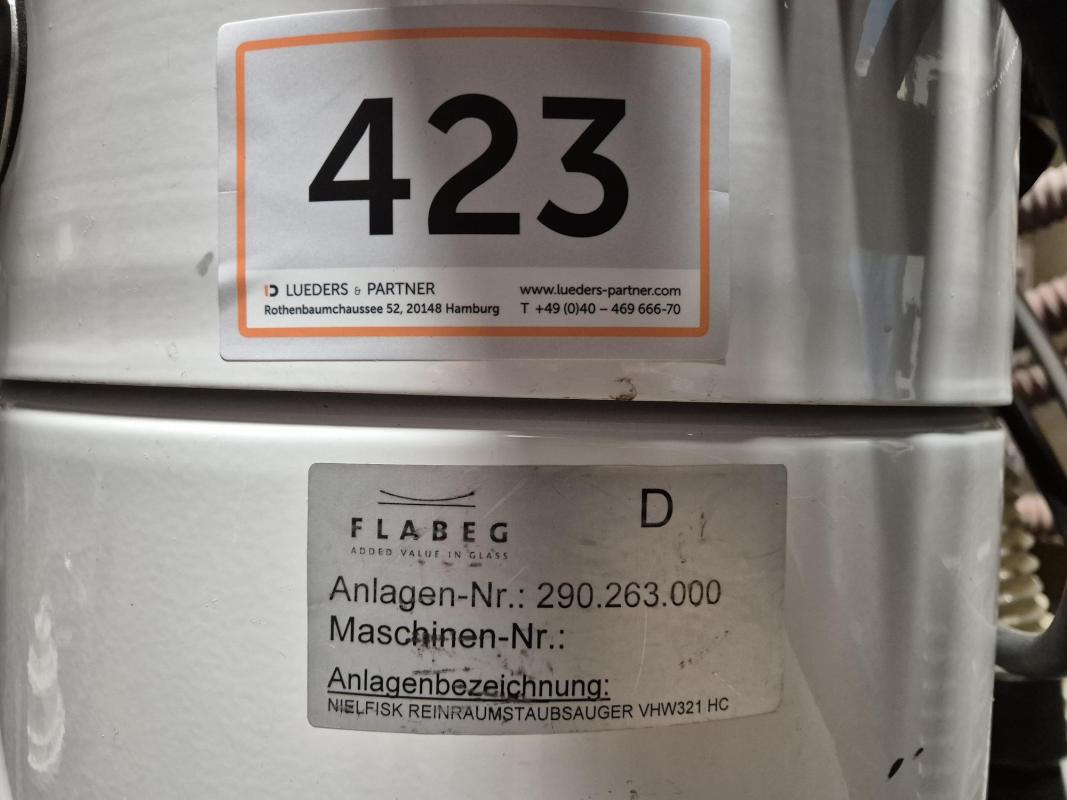 423
LUEDERS & PARTNER www.lueders-partner.com
Rothenbaumchaussee 52, 20148 Hamburg T +49 (0)40 – 469 666-70
FLABEG D
ADDED VALUE IN GLASS
Anlagen-Nr.: 290.263.000
Maschinen-Nr.:
Anlagenbezeichnung:
NIELFISK REINRAUMSTAUBSAUGER VHW321 HC